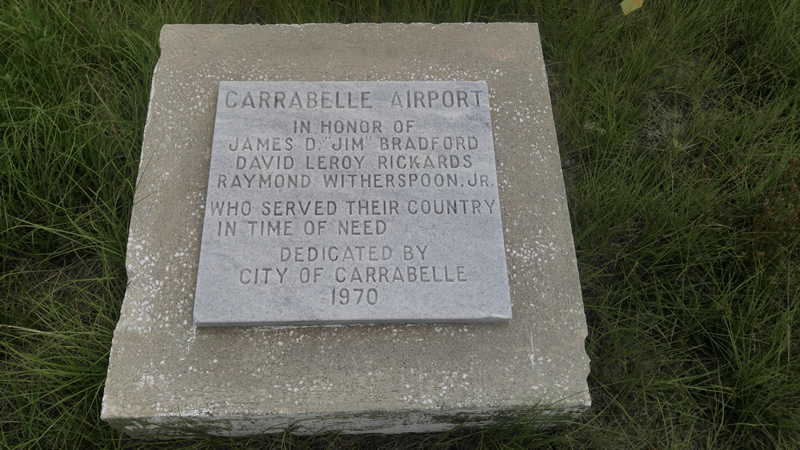 CARRABELLE AIRPORT
IN HONOR OF
JAMES D. "JIM" BRADFORD
DAVID LEROY RICKARDS
RAYMOND WITHERSPOON, JR.
WHO SERVED THEIR COUNTRY
IN TIME OF NEED
DEDICATED BY
CITY OF CARRABELLE
1970